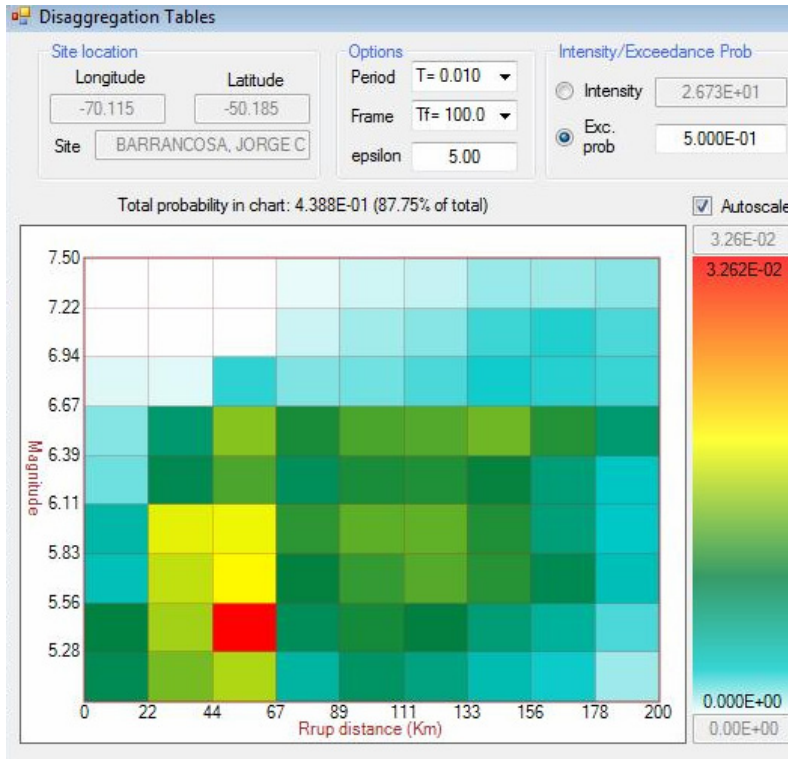 Disaggregation Tables
Site location
Longitude Latitude
-70.115 -50.185
Site BARRANCOSA, JORGE C
Options
Period T= 0.010
Frame Tf= 100.0
epsilon 5.00
Intensity/Exceedance Prob
Intensity 2.673E+01
Exc. prob 5.000E-01
Total probability in chart: 4.388E-01 (87.75% of total)
Autoscale
3.26E-02
3.262E-02
7.50
7.22
6.94
6.67
6.39
Magnitude
6.11
5.83
5.56
5.28
0.000E+00
0 22 44 67 89 111 133 156 178 200
Rrup distance (Km)
0.00E+00